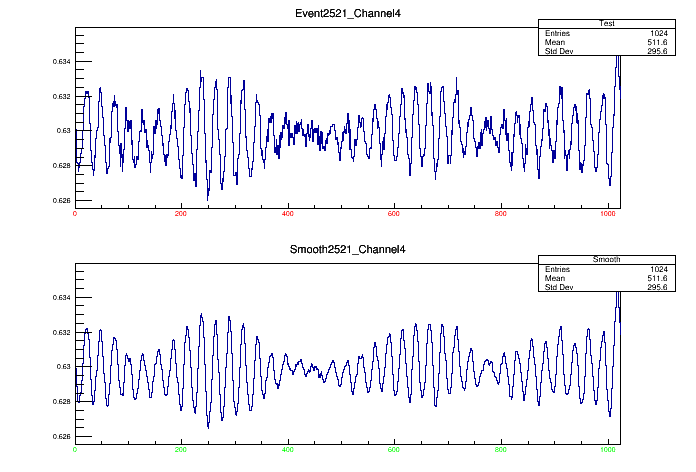 Event2521_Channel4
Test
Entries 1024
Mean 511.6
Std Dev 295.6
0.634
0.632
0.63
0.628
0.626
0 200 400 600 800 1000
Smooth2521_Channel4
Smooth
Entries 1024
Mean 511.6
Std Dev 295.6
0.634
0.632
0.63
0.628
0.626
0 200 400 600 800 1000